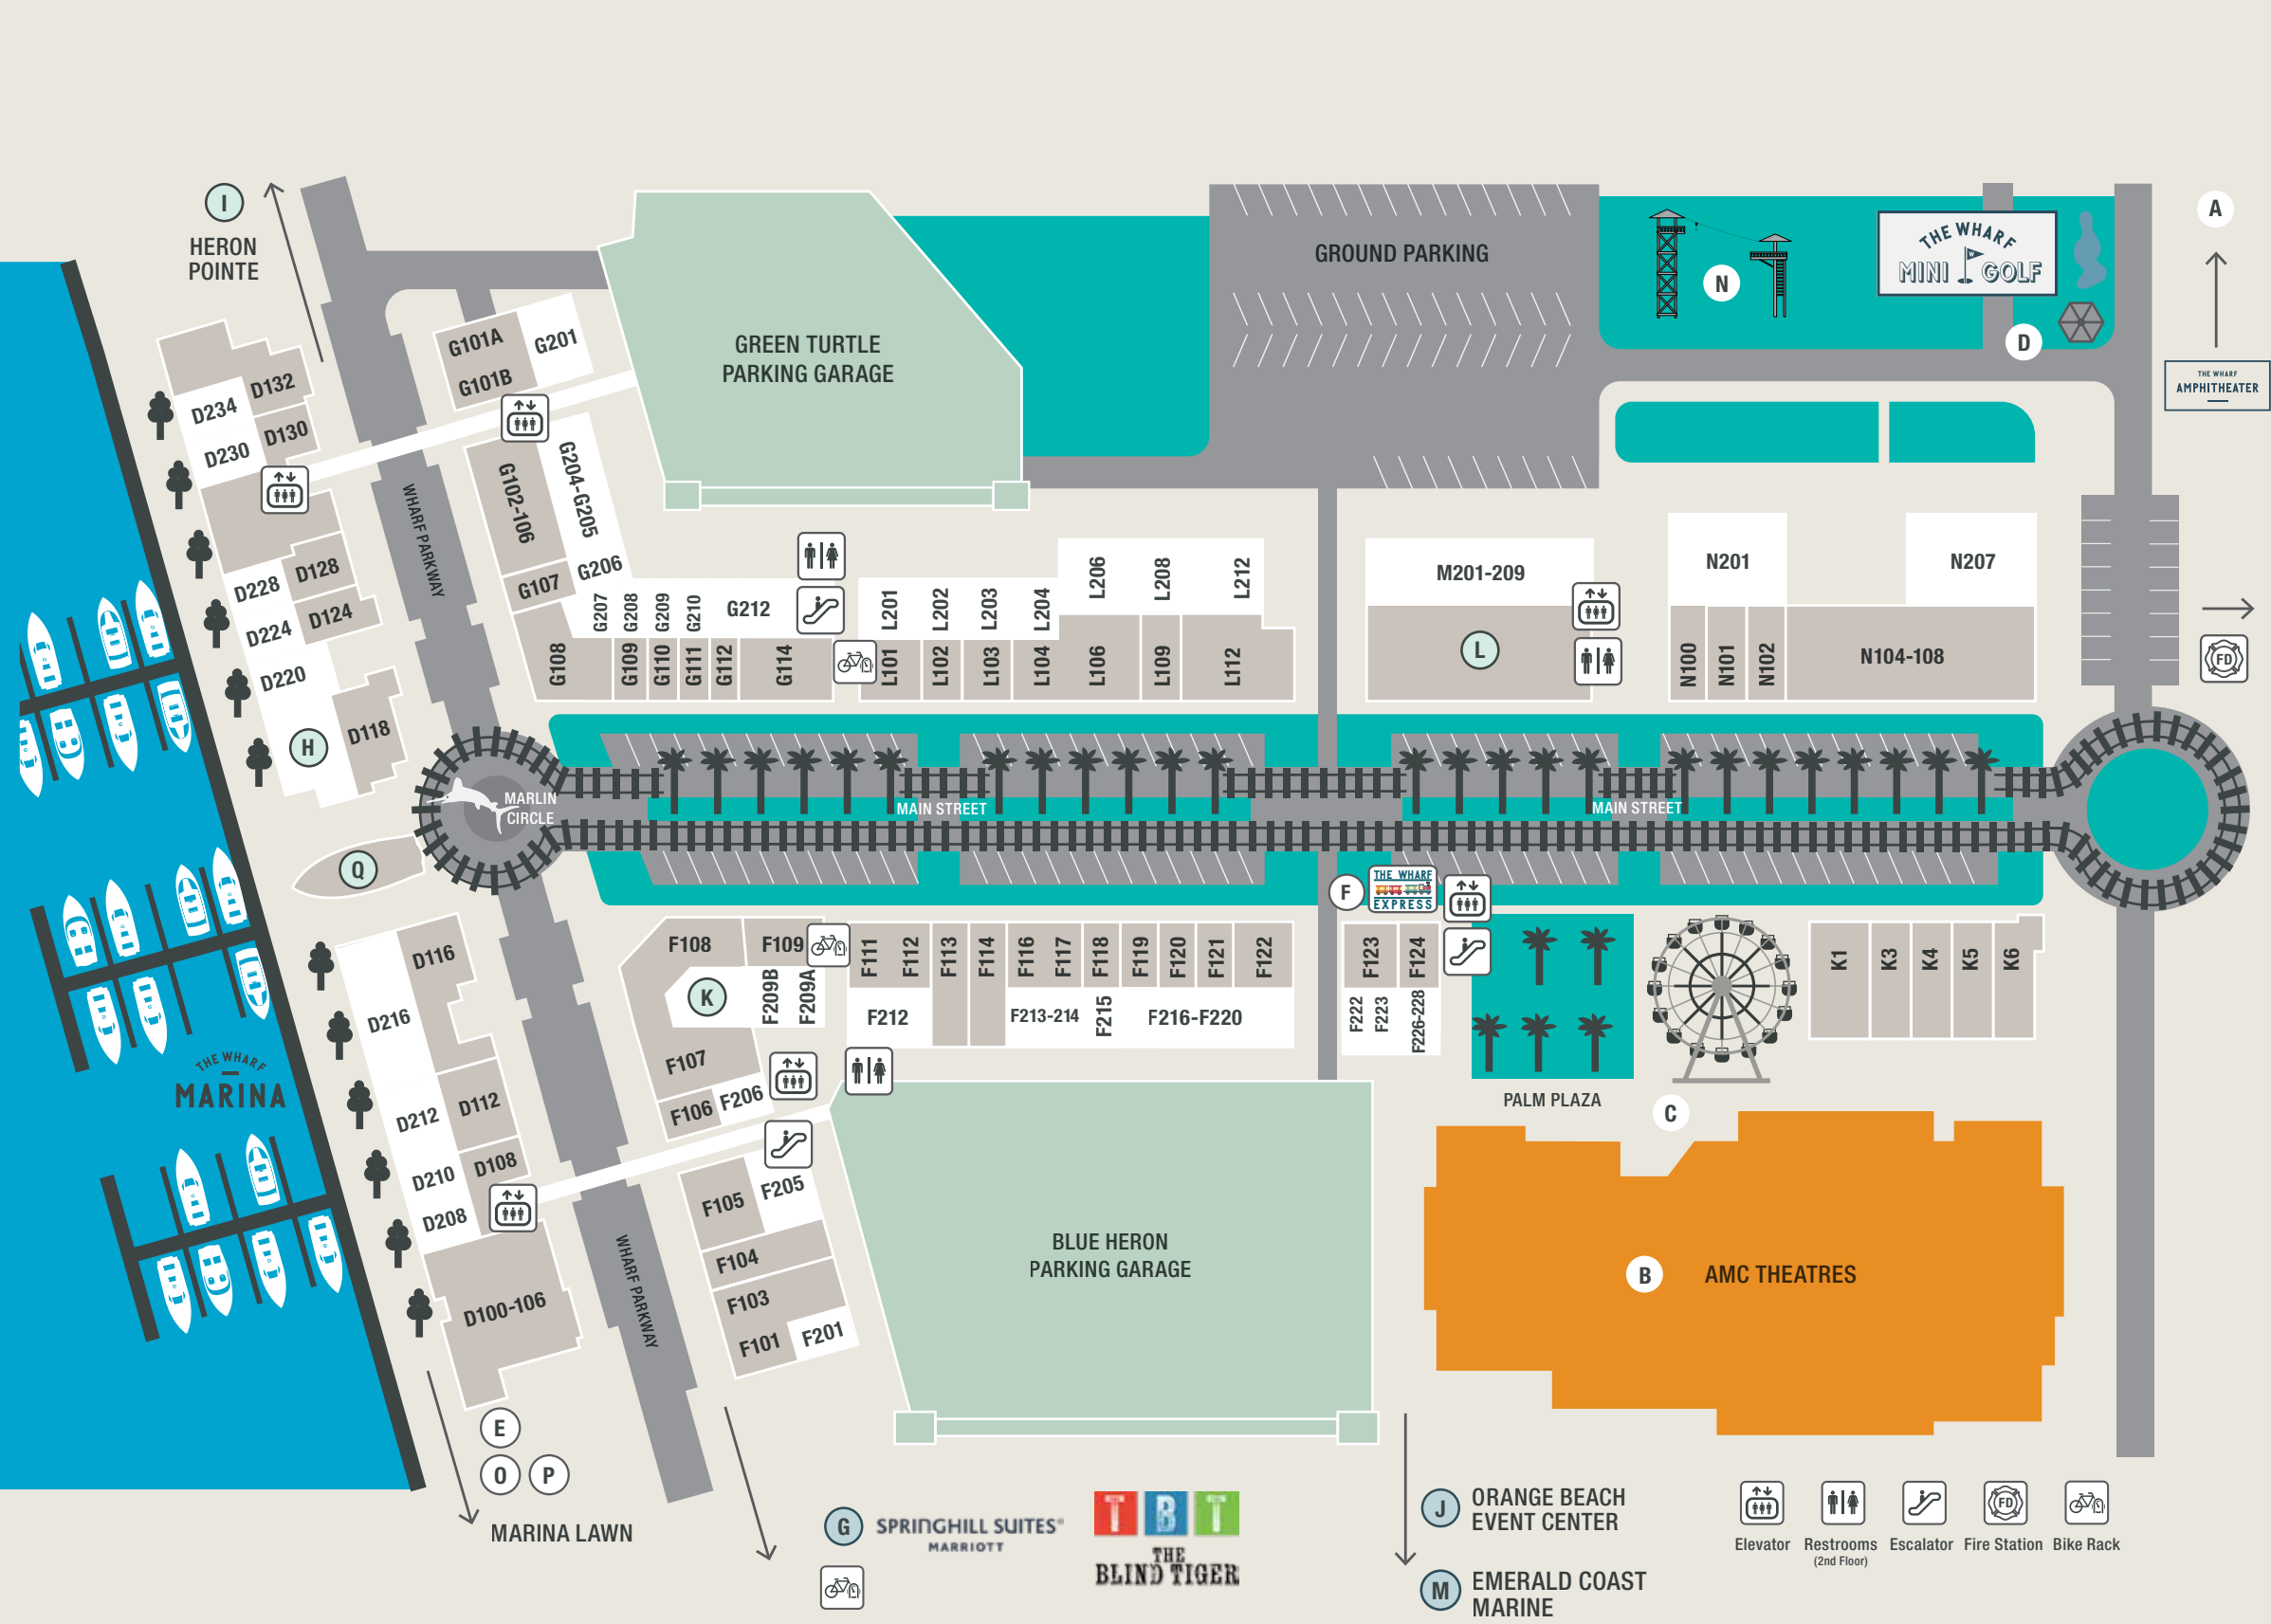 I
HERON
POINTE
A
GROUND PARKING
N
THE WHARF
MINI GOLF
D
THE WHARF
AMPHITHEATER
G101A
G201
G101B
GREEN TURTLE
PARKING GARAGE
D132
D234
D130
D230
WHARF PARKWAY
G102-106
G204-G205
G206
G107
D228
D128
D224
D124
D220
H
D118
G207
G208
G209
G210
G212
G108
G109
G110
G111
G112
G114
L201
L202
L203
L204
L206
L208
L212
L101
L102
L103
L104
L106
L109
L112
M201-209
L
N201
N207
N100
N101
N102
N104-108
FD
MARLIN
CIRCLE
MAIN STREET
MAIN STREET
Q
F
THE WHARF
EXPRESS
D116
D216
D112
D212
D108
D210
D208
D100-106
THE WHARF
MARINA
F108
F109
K
F209B
F209A
F107
F106
F206
F111
F112
F113
F114
F116
F117
F118
F119
F120
F121
F122
F212
F213-214
F215
F216-F220
F123
F124
F222
F223
F226-228
K1
K3
K4
K5
K6
PALM PLAZA
C
F105
F205
F104
F103
F101
F201
WHARF PARKWAY
BLUE HERON
PARKING GARAGE
B
AMC THEATRES
E
O
P
MARINA LAWN
G
SPRINGHILL SUITES®
MARRIOTT
TBT
THE
BLIND TIGER
J
ORANGE BEACH
EVENT CENTER
M
EMERALD COAST
MARINE
FD
Elevator
Restrooms
(2nd Floor)
Escalator
Fire Station
Bike Rack